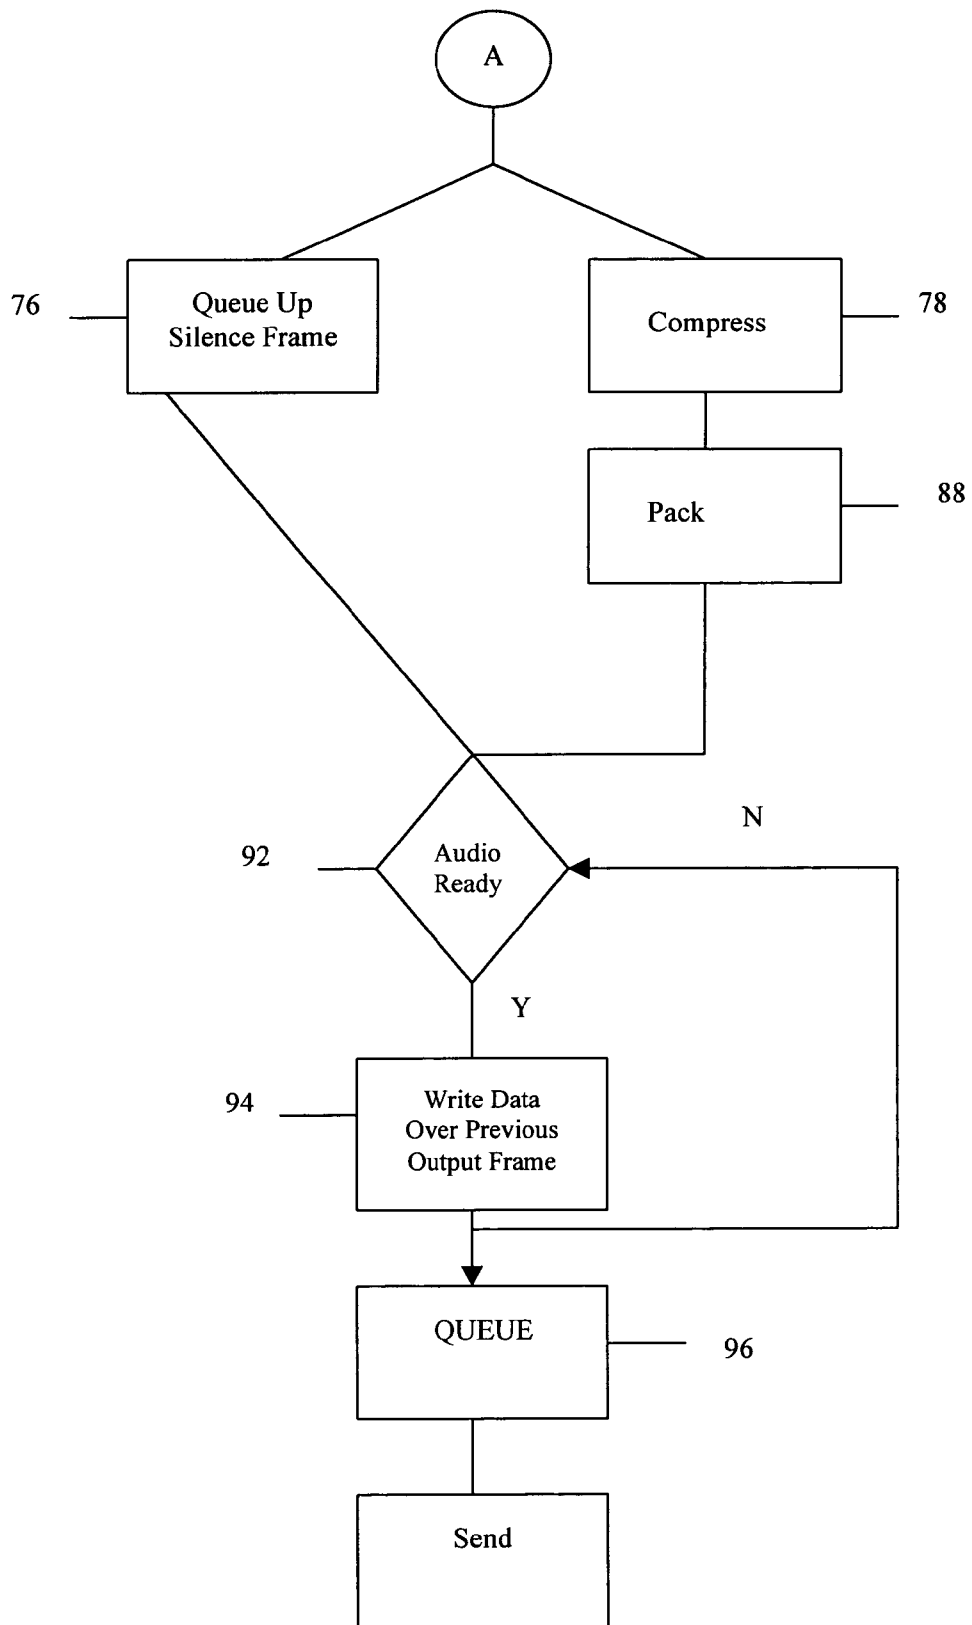 A
76
Queue Up
Silence Frame
Compress
78
Pack
88
N
92
Audio
Ready
Y
94
Write Data
Over Previous
Output Frame
QUEUE
96
Send